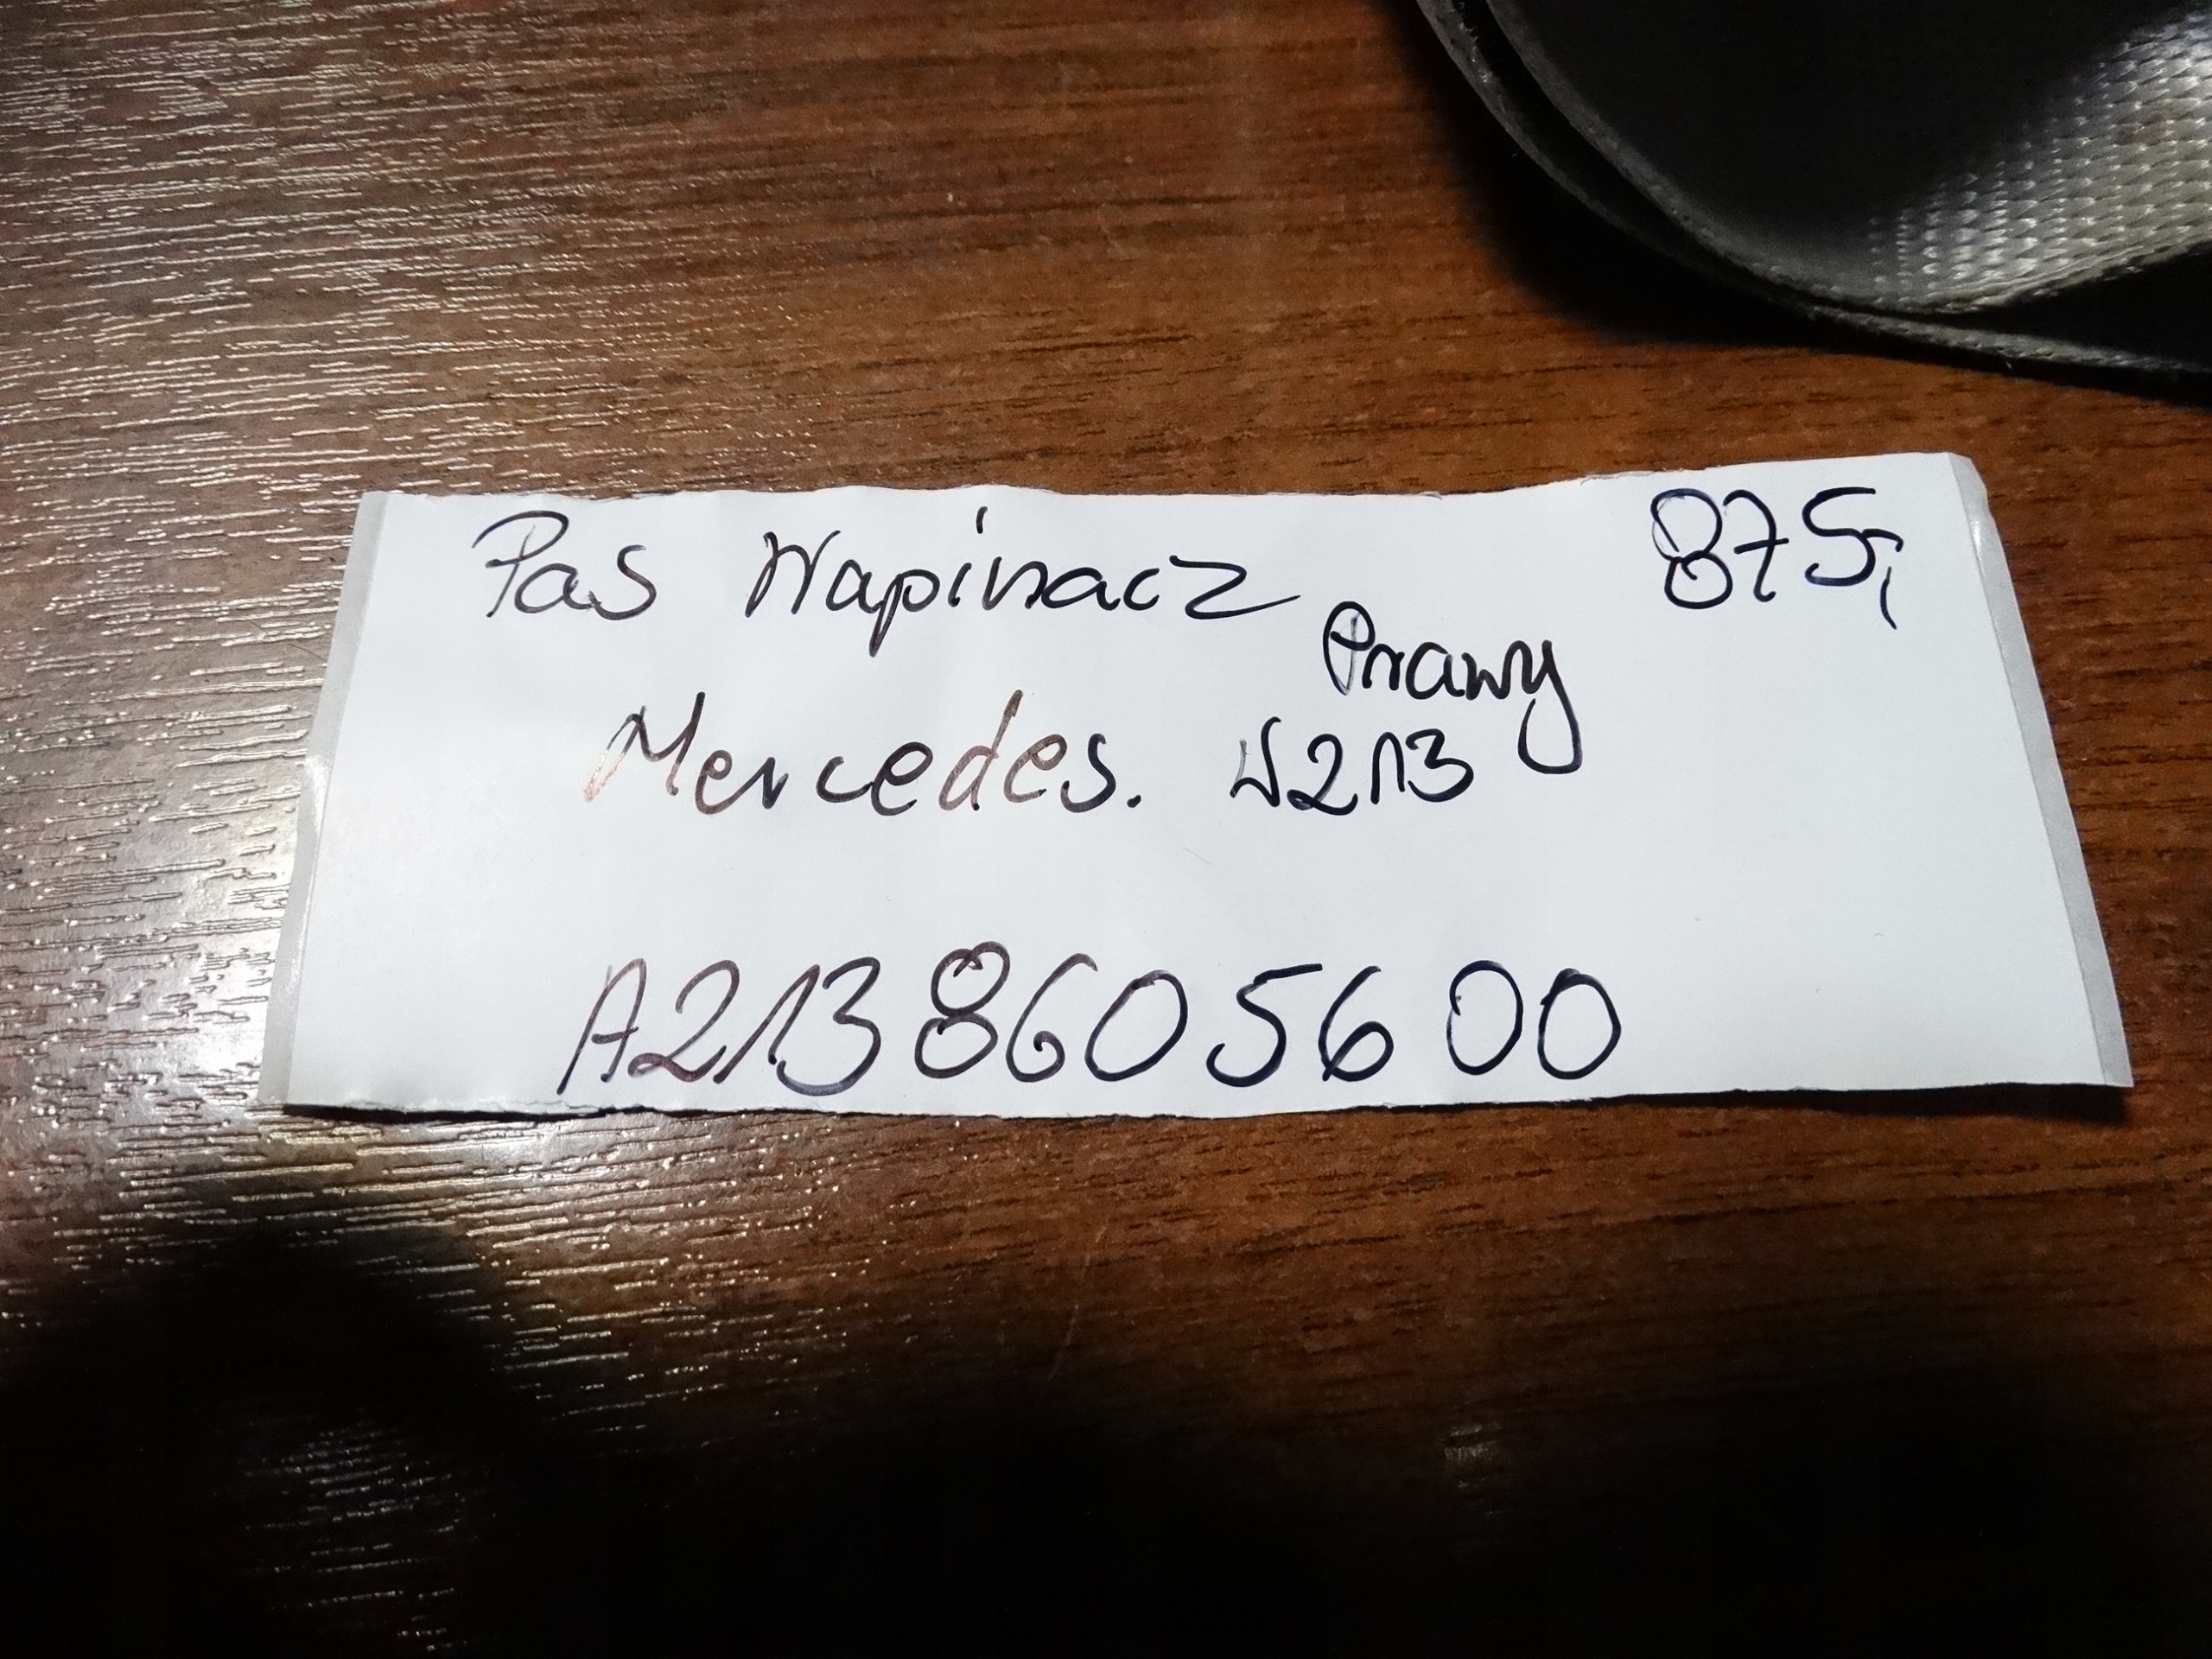 Pas Napinacz 875,-
Prawy
Mercedes. W213
A2138605600